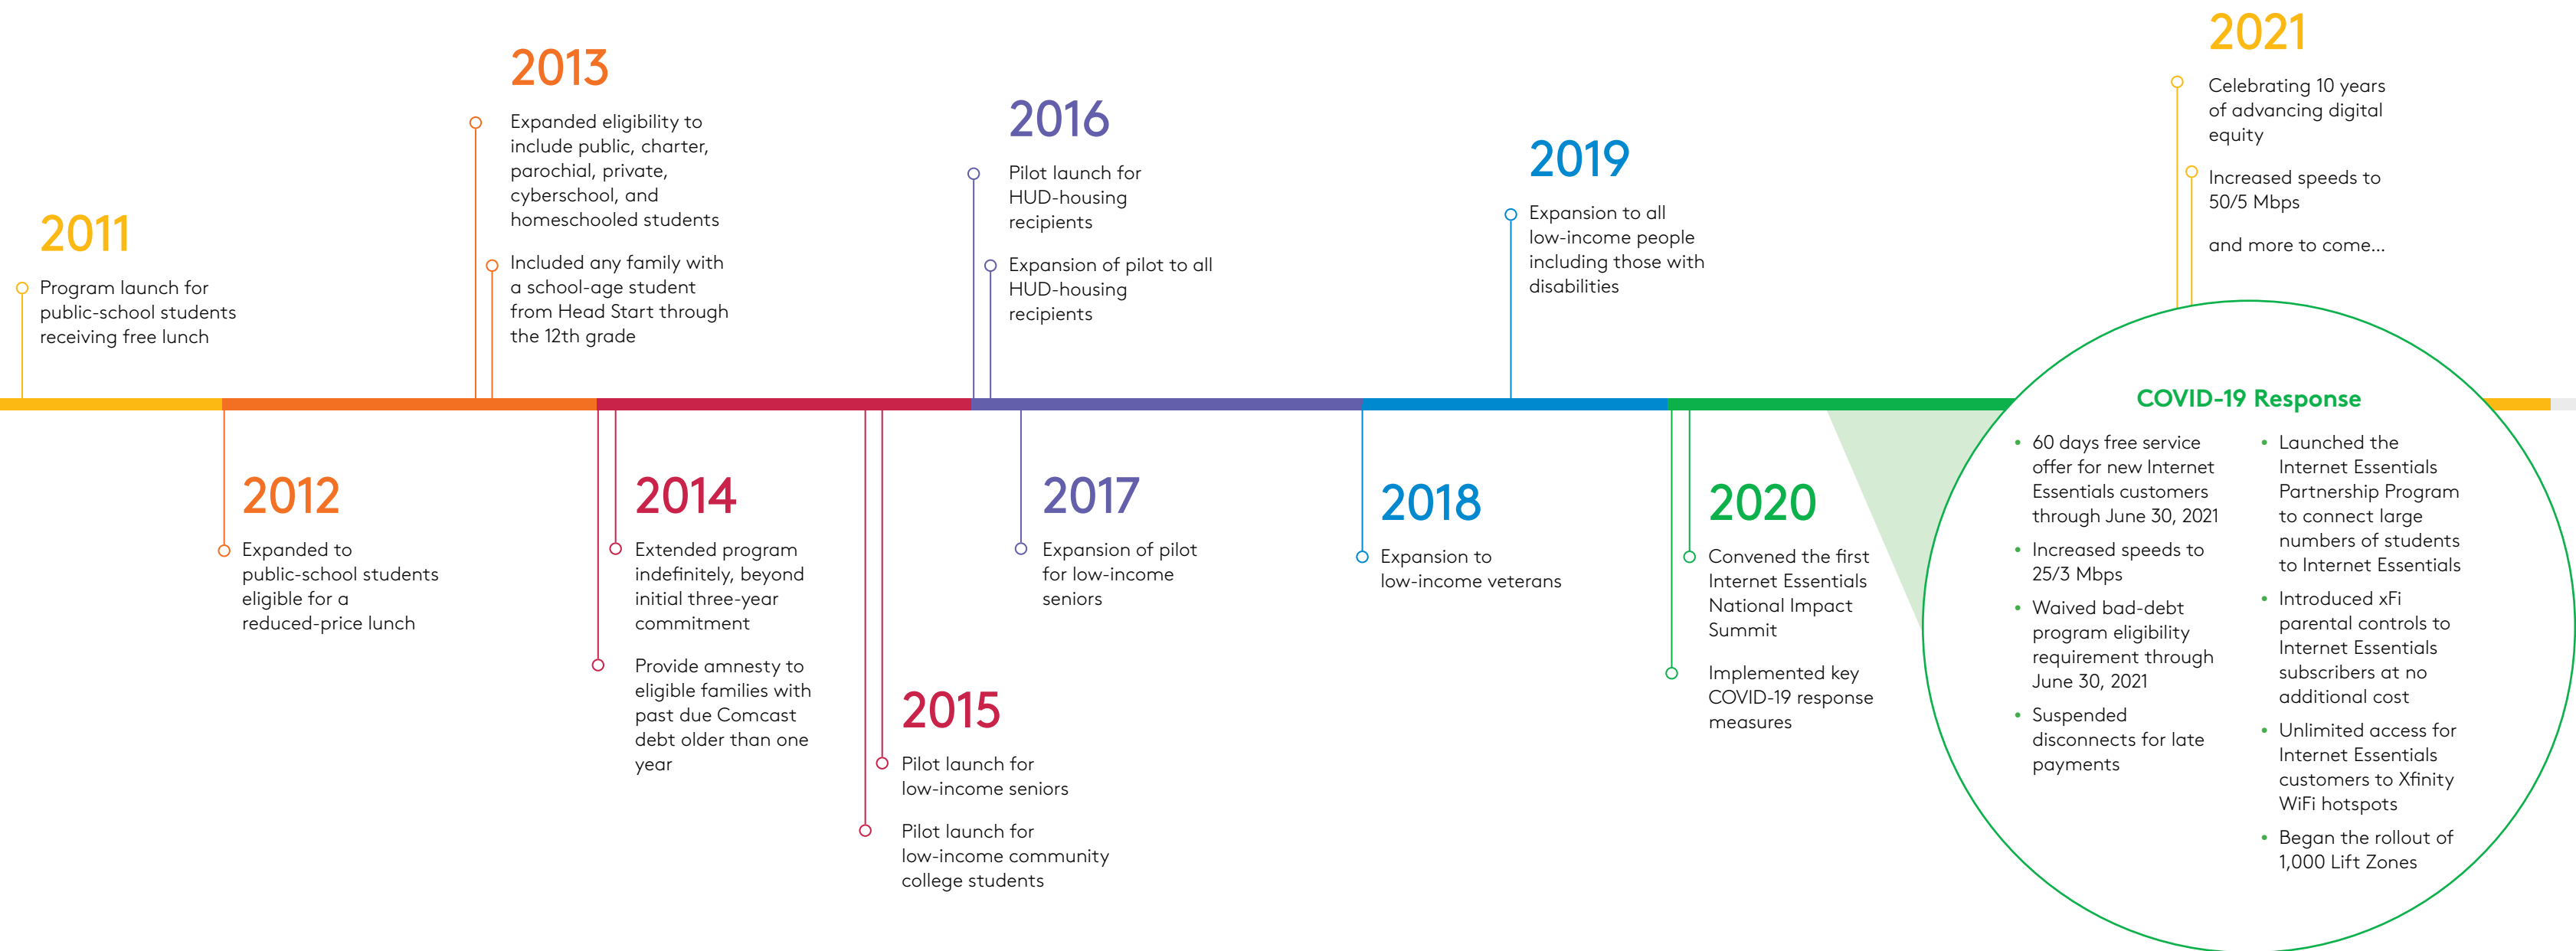 2011
Program launch for
public-school students
receiving free lunch
2012
Expanded to
public-school students
eligible for a
reduced-price lunch
2013
Expanded eligibility to
include public, charter,
parochial, private,
cyberschool, and
homeschooled students
Included any family with
a school-age student
from Head Start through
the 12th grade
2014
Extended program
indefinitely, beyond
initial three-year
commitment
Provide amnesty to
eligible families with
past due Comcast
debt older than one
year
2015
Pilot launch for
low-income seniors
Pilot launch for
low-income community
college students
2016
Pilot launch for
HUD-housing
recipients
Expansion of pilot to all
HUD-housing
recipients
2017
Expansion of pilot
for low-income
seniors
2018
Expansion to
low-income veterans
2019
Expansion to all
low-income people
including those with
disabilities
2020
Convened the first
Internet Essentials
National Impact
Summit
Implemented key
COVID-19 response
measures
COVID-19 Response
• 60 days free service
offer for new Internet
Essentials customers
through June 30, 2021
• Increased speeds to
25/3 Mbps
• Waived bad-debt
program eligibility
requirement through
June 30, 2021
• Suspended
disconnects for late
payments
• Launched the
Internet Essentials
Partnership Program
to connect large
numbers of students
to Internet Essentials
• Introduced xFi
parental controls to
Internet Essentials
subscribers at no
additional cost
• Unlimited access for
Internet Essentials
customers to Xfinity
WiFi hotspots
• Began the rollout of
1,000 Lift Zones
2021
Celebrating 10 years
of advancing digital
equity
Increased speeds to
50/5 Mbps
and more to come...